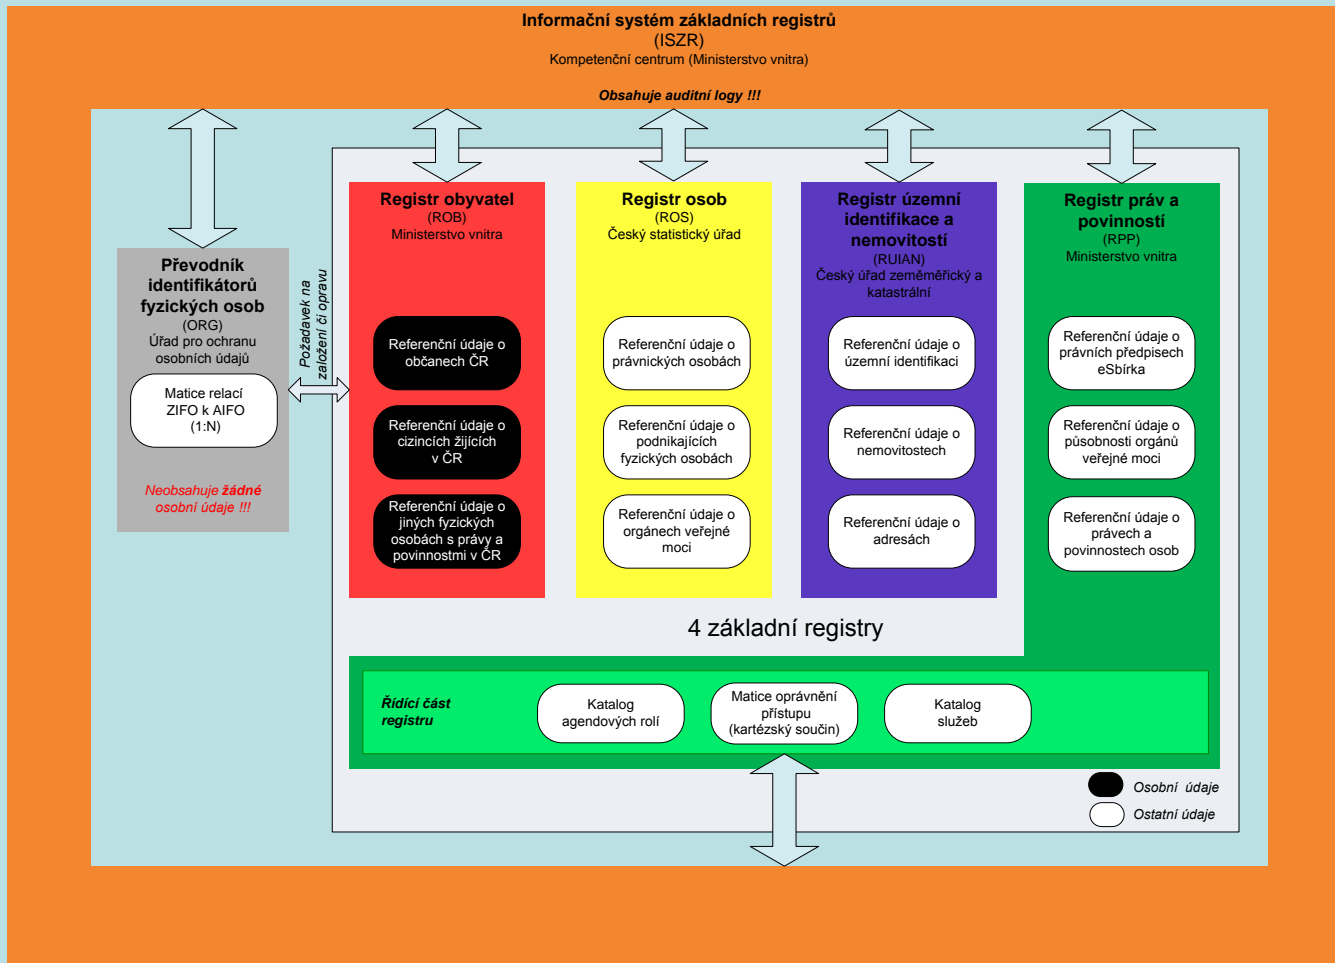 Informační systém základních registrů
(ISZR)
Kompetenční centrum (Ministerstvo vnitra)
Obsahuje auditní logy !!!
Převodník
identifikátorů
fyzických osob
(ORG)
Úřad pro ochranu
osobních údajů
Matice relací
ZIFO k AIFO
(1:N)
Neobsahuje žádné
osobní údaje !!!
Požadavek na
založení či opravu
Registr obyvatel
(ROB)
Ministerstvo vnitra
Referenční údaje o
občanech ČR
Referenční údaje o
cizincích žijících
v ČR
Referenční údaje o
jiných fyzických
osobách s právy a
povinnostmi v ČR
Registr osob
(ROS)
Český statistický úřad
Referenční údaje o
právnických osobách
Referenční údaje o
podnikajících
fyzických osobách
Referenční údaje o
orgánech veřejné
moci
Registr územní
identifikace a
nemovitostí
(RUIAN)
Český úřad zeměměřický a
katastrální
Referenční údaje o
územní identifikaci
Referenční údaje o
nemovitostech
Referenční údaje o
adresách
Registr práv a
povinností
(RPP)
Ministerstvo vnitra
Referenční údaje o
právních předpisech
eSbírka
Referenční údaje o
působnosti orgánů
veřejné moci
Referenční údaje o
právech a
povinnostech osob
4 základní registry
Řídící část
registru
Katalog
agendových rolí
Matice oprávnění
přístupu
(kartézský součin)
Katalog
služeb
Osobní údaje
Ostatní údaje